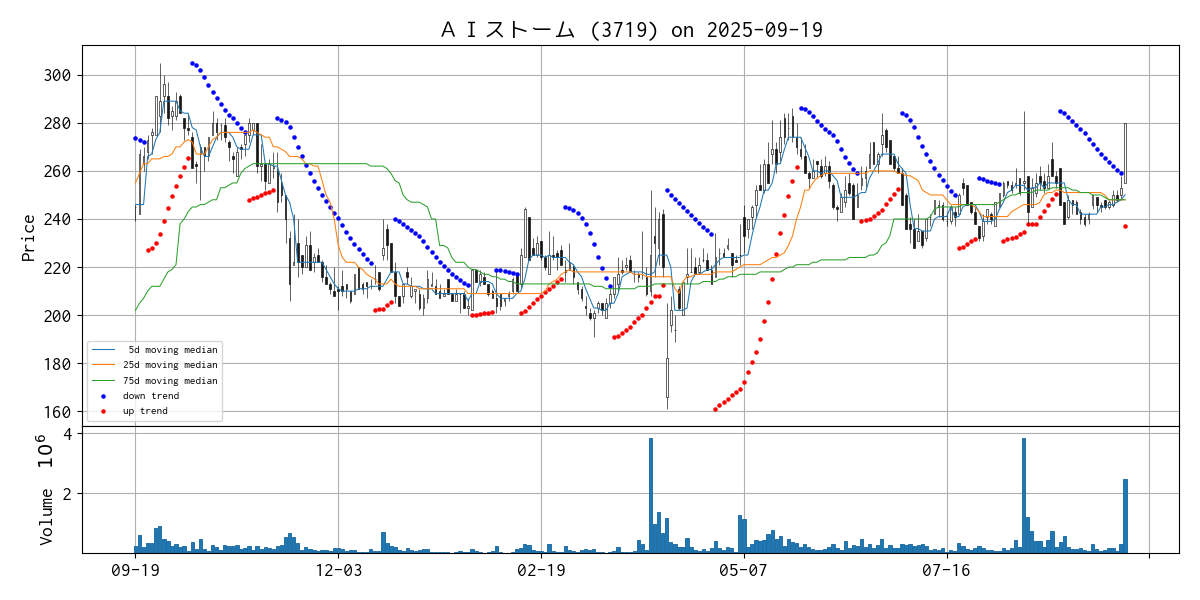 ＡＩストーム (3719) on 2025-09-19
Price
300
280
260
240
220
200
180
160
5d moving median
25d moving median
75d moving median
down trend
up trend
Volume 10^6
4
2
09-19 12-03 02-19 05-07 07-16